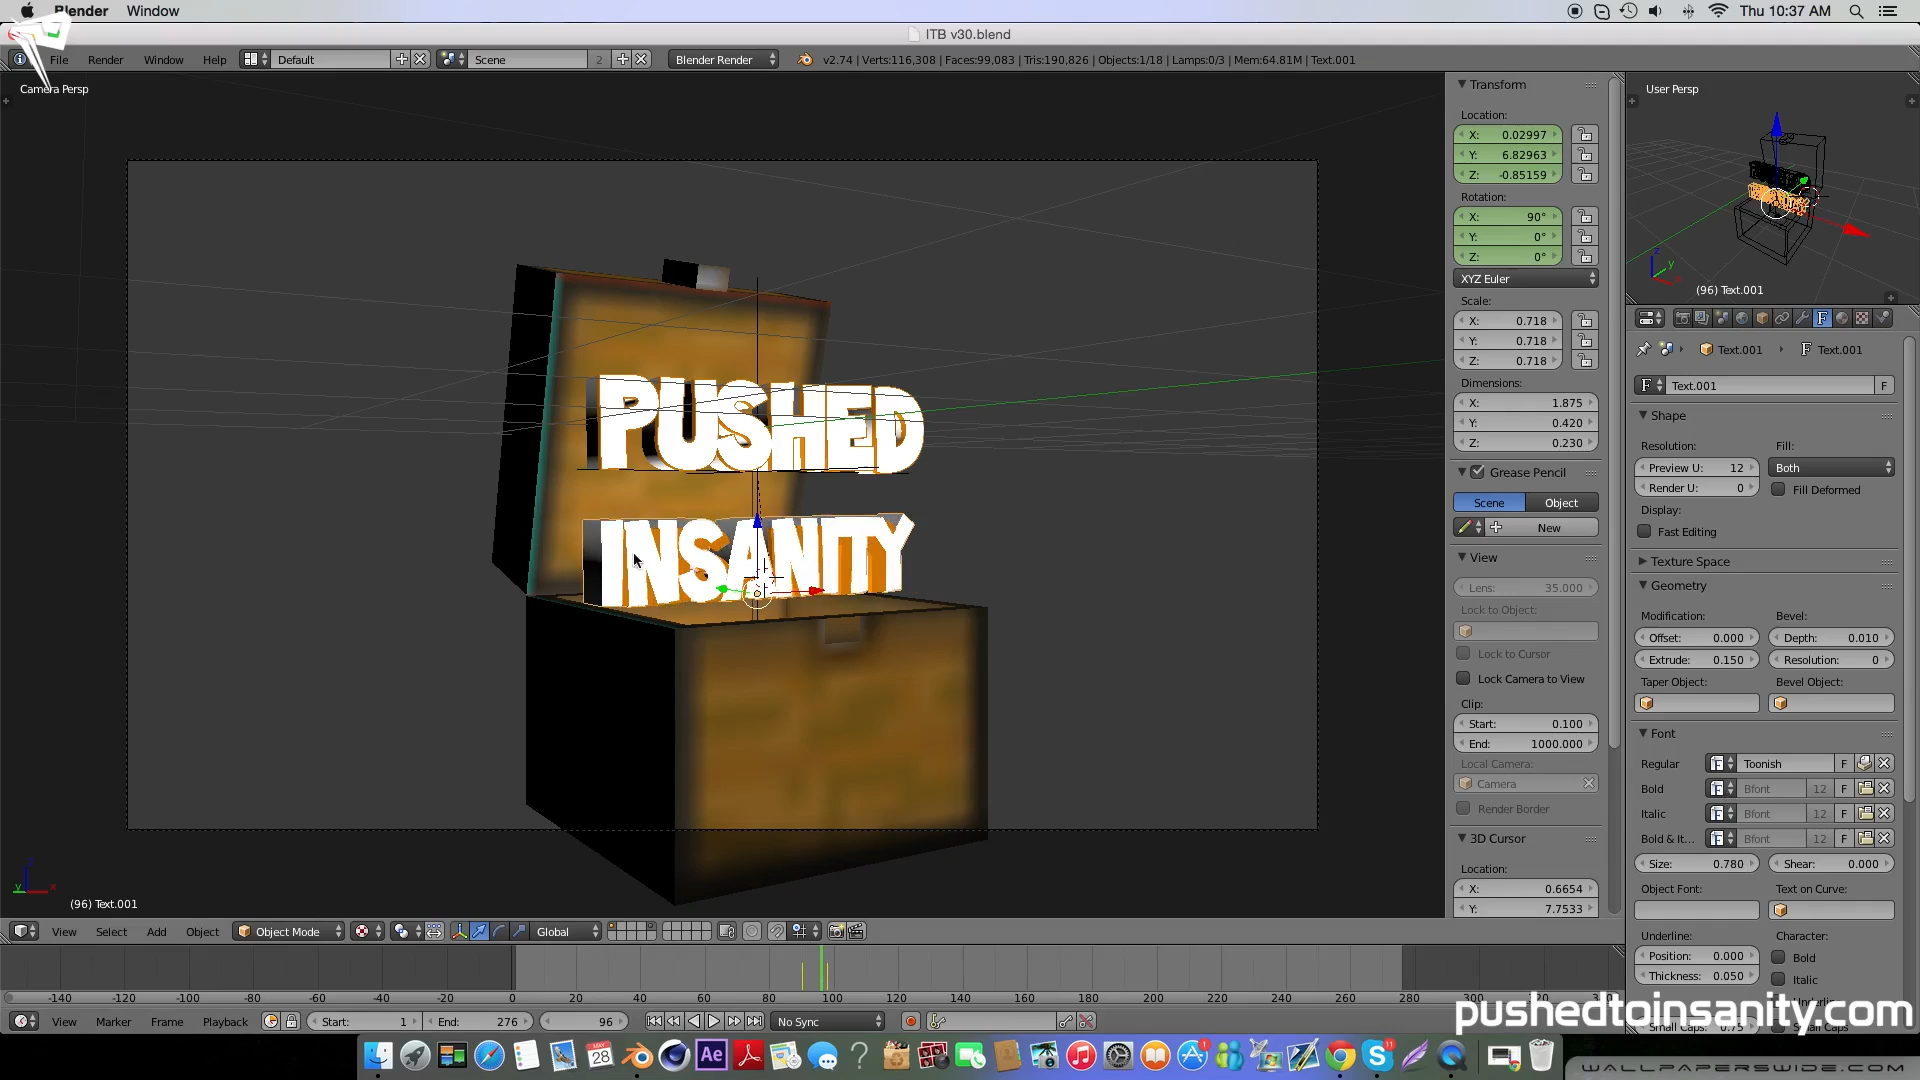 Blender Window
Thu 10:37 AM
ITB v30.blend
File Render Window Help
Default
Scene
2
Blender Render
v2.74 | Verts:116,308 | Faces:99,083 | Tris:190,826 | Objects:1/18 | Lamps:0/3 | Mem:64.81M | Text.001
Camera Persp
PUSHED
INSANITY
(96) Text.001
Transform
Location:
X: 0.02997
Y: 6.82963
Z: -0.85159
Rotation:
X: 90°
Y: 0°
Z: 0°
XYZ Euler
Scale:
X: 0.718
Y: 0.718
Z: 0.718
Dimensions:
X: 1.875
Y: 0.420
Z: 0.230
Grease Pencil
Scene Object
New
View
Lens: 35.000
Lock to Object:
Lock to Cursor
Lock Camera to View
Clip:
Start: 0.100
End: 1000.000
Local Camera:
Camera
Render Border
3D Cursor
Location:
X: 0.6654
Y: 7.7533
User Persp
(96) Text.001
Text.001 Text.001
Text.001 F
Shape
Resolution: Fill:
Preview U: 12 Both
Render U: 0 Fill Deformed
Display:
Fast Editing
Texture Space
Geometry
Modification: Bevel:
Offset: 0.000 Depth: 0.010
Extrude: 0.150 Resolution: 0
Taper Object: Bevel Object:
Font
Regular Toonish F
Bold Bfont 12 F
Italic Bfont 12 F
Bold & It... Bfont 12 F
Size: 0.780 Shear: 0.000
Object Font: Text on Curve:
Underline: Character:
Position: 0.000 Bold
Thickness: 0.050 Italic
View Select Add Object Object Mode Global
-140 -120 -100 -80 -60 -40 -20 0 20 40 60 80 100 120 140 160 180 200 220 240 260 280
View Marker Frame Playback Start: 1 End: 276 96 No Sync
pushedtoinsanity.com
WALLPAPERSWIDE.COM